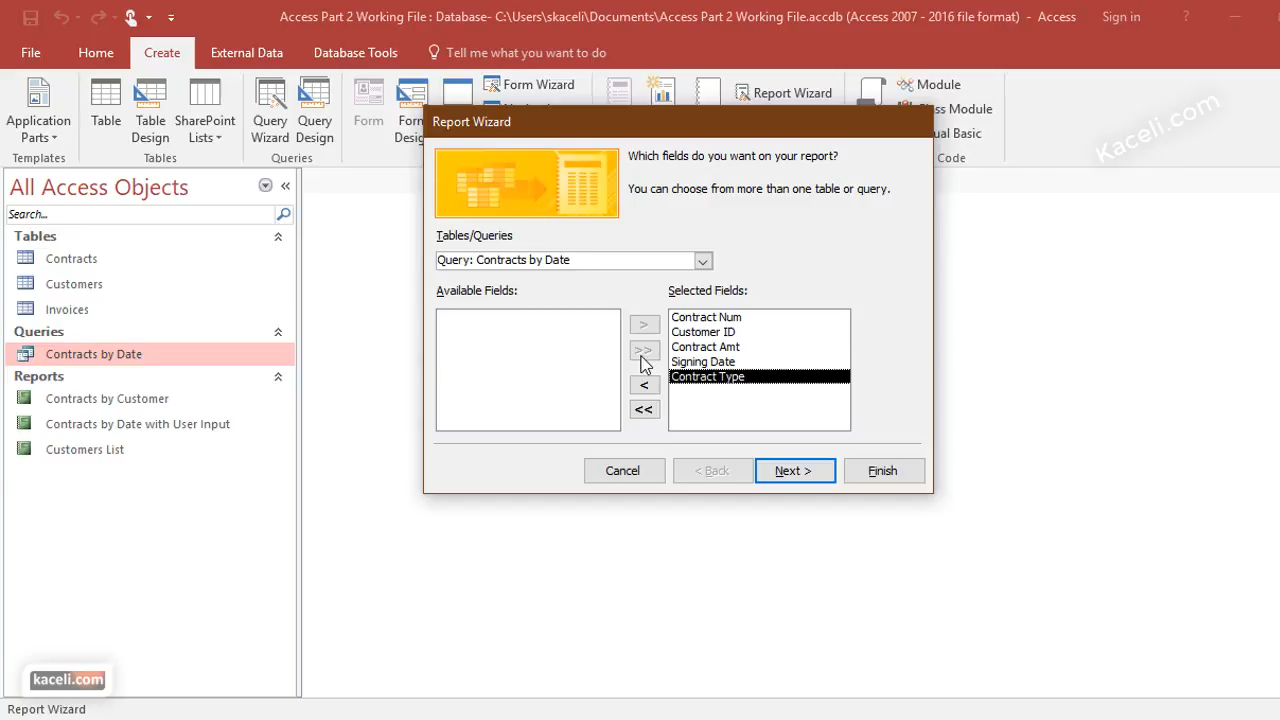 Access Part 2 Working File : Database- C:\Users\skaceli\Documents\Access Part 2 Working File.accdb (Access 2007 - 2016 file format) - Access
Sign in
?
File
Home
Create
External Data
Database Tools
Tell me what you want to do
Application Parts
Table
Table Design
SharePoint Lists
Query Wizard
Query Design
Form
Form Wizard
Report Wizard
Module
Class Module
Templates
Tables
Queries
Code
Kaceli.com
All Access Objects
Search...
Tables
Contracts
Customers
Invoices
Queries
Contracts by Date
Reports
Contracts by Customer
Contracts by Date with User Input
Customers List
Report Wizard
Which fields do you want on your report?
You can choose from more than one table or query.
Tables/Queries
Query: Contracts by Date
Available Fields:
Selected Fields:
Contract Num
Customer ID
Contract Amt
Signing Date
Contract Type
>
>>
<
<<
Cancel
< Back
Next >
Finish
kaceli.com
Report Wizard